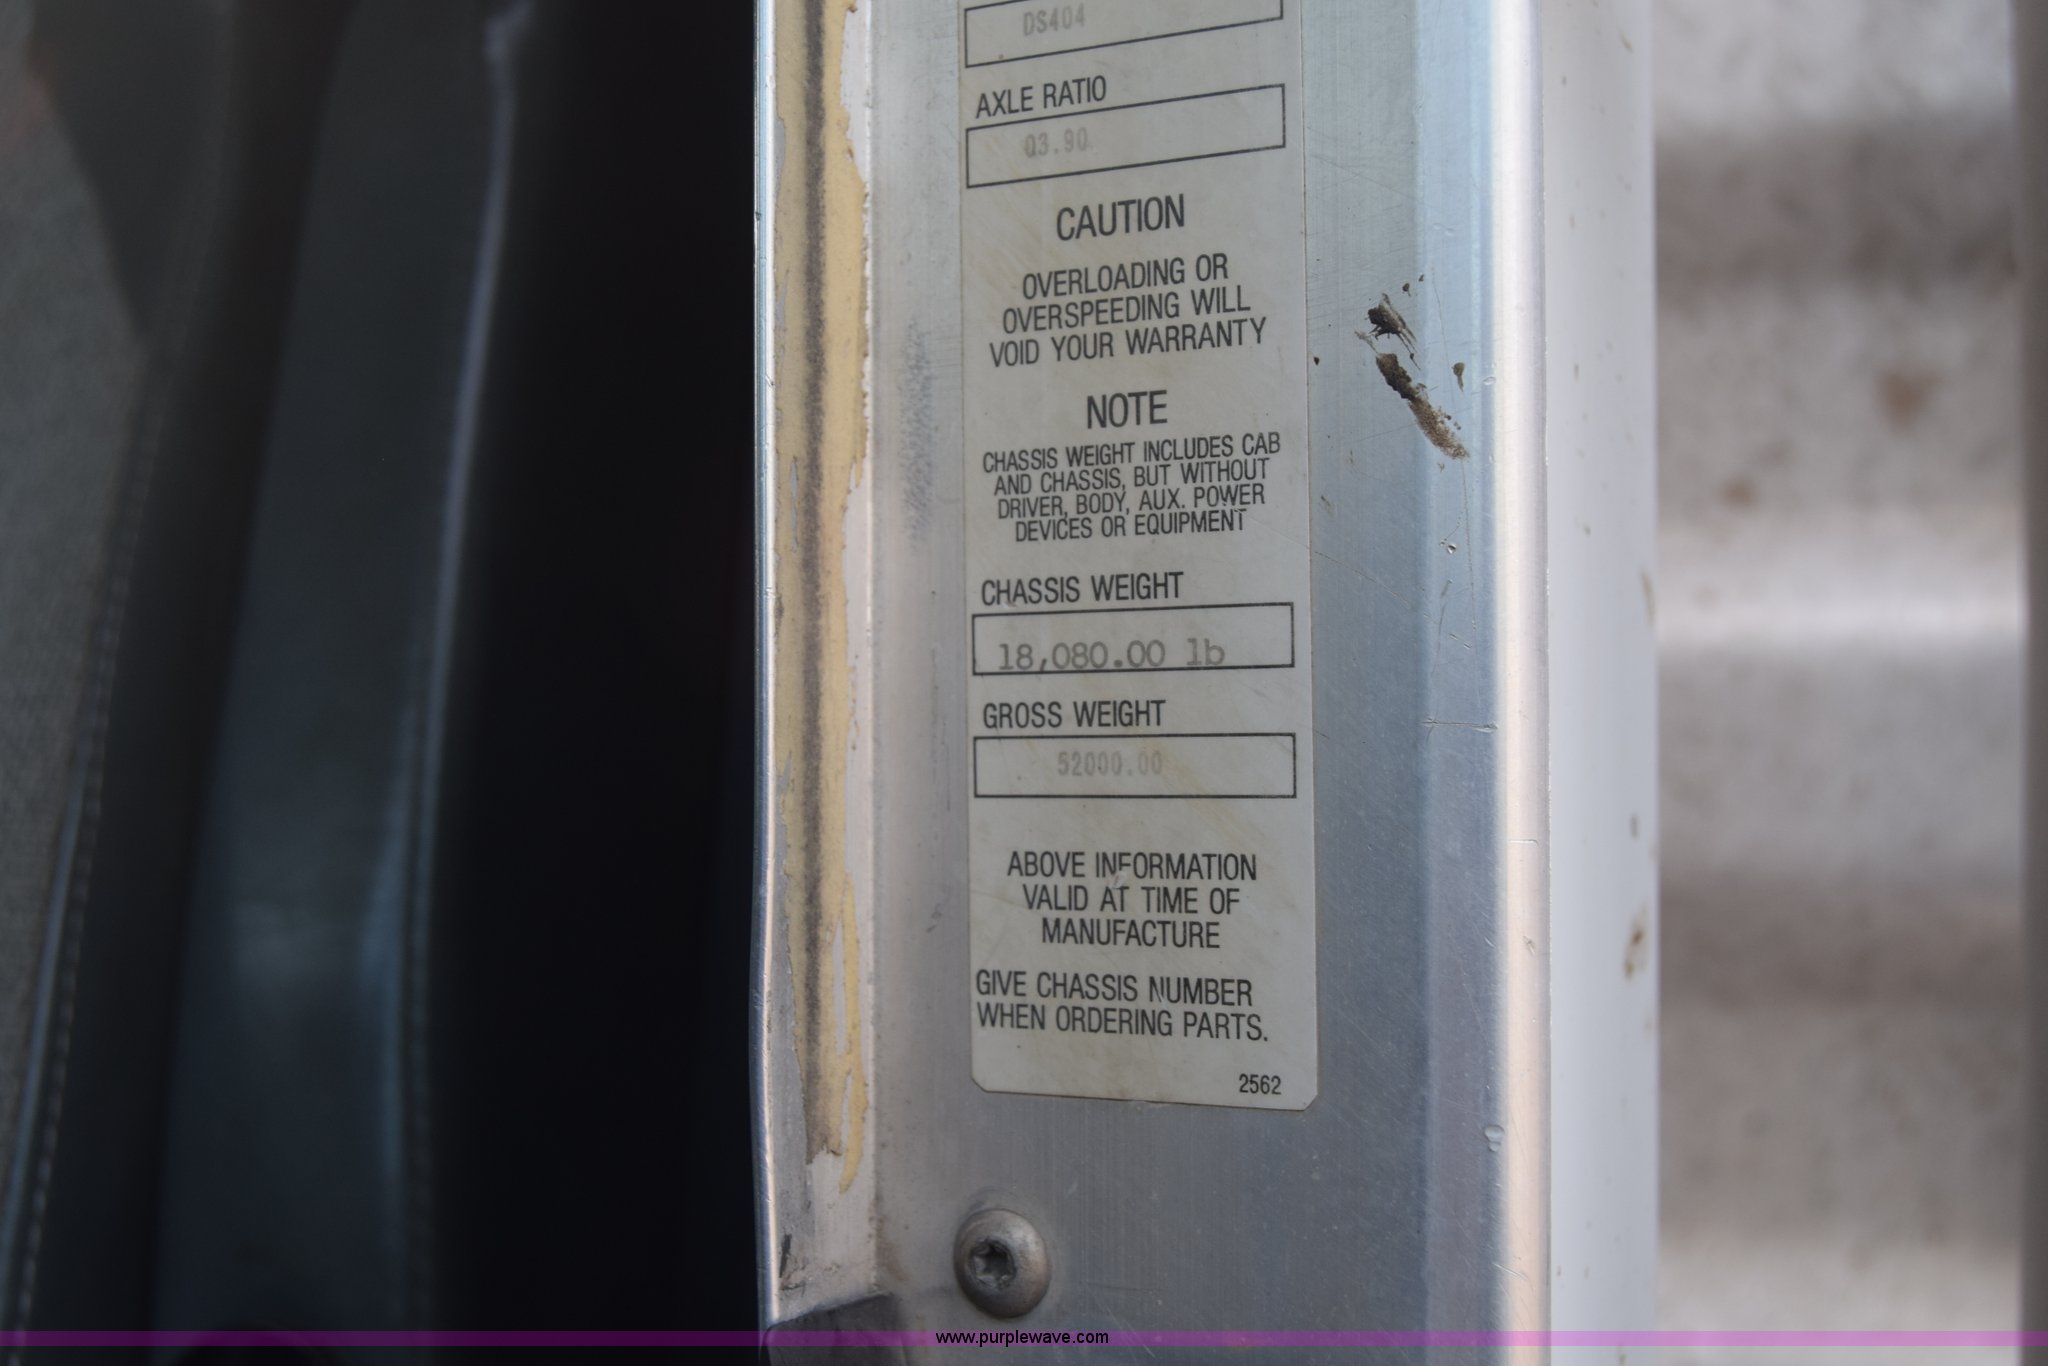 DS404
AXLE RATIO
03.90
CAUTION
OVERLOADING OR
OVERSPEEDING WILL
VOID YOUR WARRANTY
NOTE
CHASSIS WEIGHT INCLUDES CAB
AND CHASSIS, BUT WITHOUT
DRIVER, BODY, AUX. POWER
DEVICES OR EQUIPMENT
CHASSIS WEIGHT
18,080.00 lb
GROSS WEIGHT
52000.00
ABOVE INFORMATION
VALID AT TIME OF
MANUFACTURE
GIVE CHASSIS NUMBER
WHEN ORDERING PARTS.
2562
www.purplewave.com